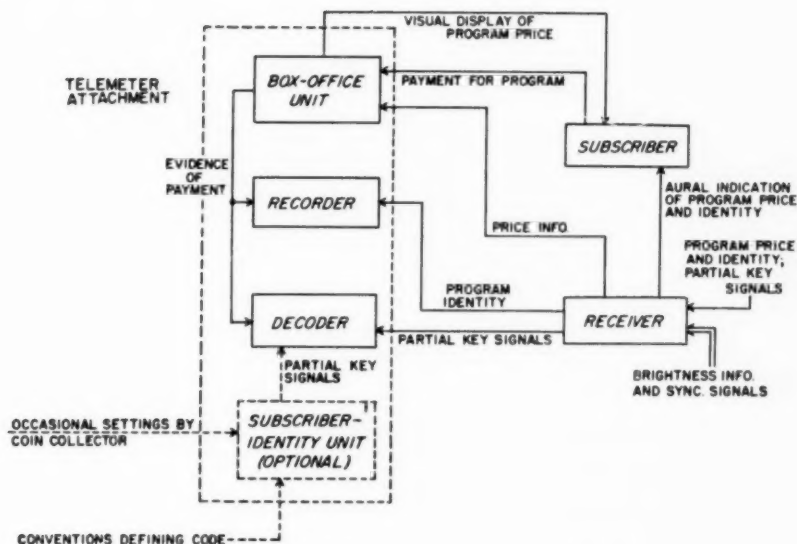 VISUAL DISPLAY OF
PROGRAM PRICE
TELEMETER
ATTACHMENT
BOX-OFFICE
UNIT
PAYMENT FOR PROGRAM
SUBSCRIBER
EVIDENCE
OF
PAYMENT
RECORDER
AURAL INDICATION
OF PROGRAM PRICE
AND IDENTITY
PRICE INFO.
PROGRAM PRICE
AND IDENTITY;
PARTIAL KEY
SIGNALS
PROGRAM
IDENTITY
DECODER
RECEIVER
PARTIAL KEY SIGNALS
PARTIAL KEY
SIGNALS
BRIGHTNESS INFO.
AND SYNC. SIGNALS
OCCASIONAL SETTINGS BY
COIN COLLECTOR
SUBSCRIBER-
IDENTITY UNIT
(OPTIONAL)
CONVENTIONS DEFINING CODE